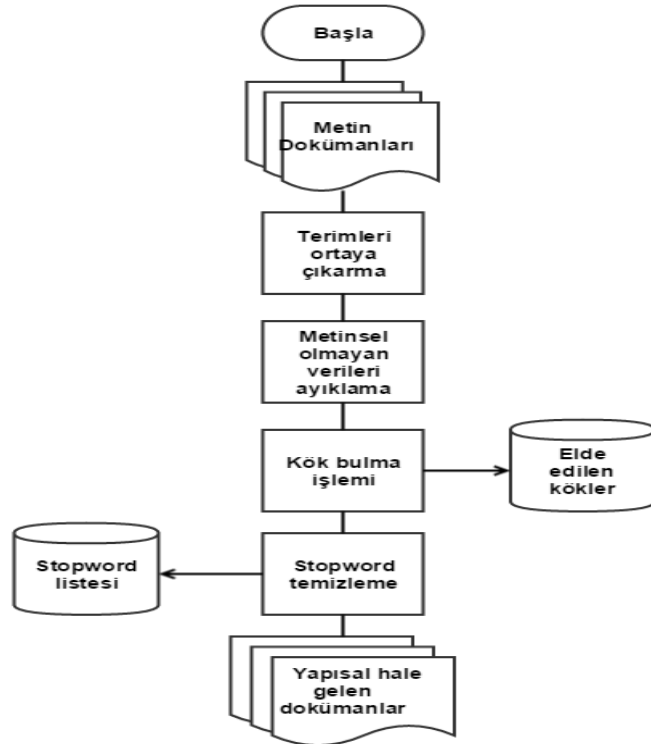 Başla
Metin
Dokümanları
Terimleri
ortaya
çıkarma
Metinsel
olmayan
verileri
ayıklama
Kök bulma
işlemi
Elde
edilen
kökler
Stopword
listesi
Stopword
temizleme
Yapısal hale
gelen
dokümanlar